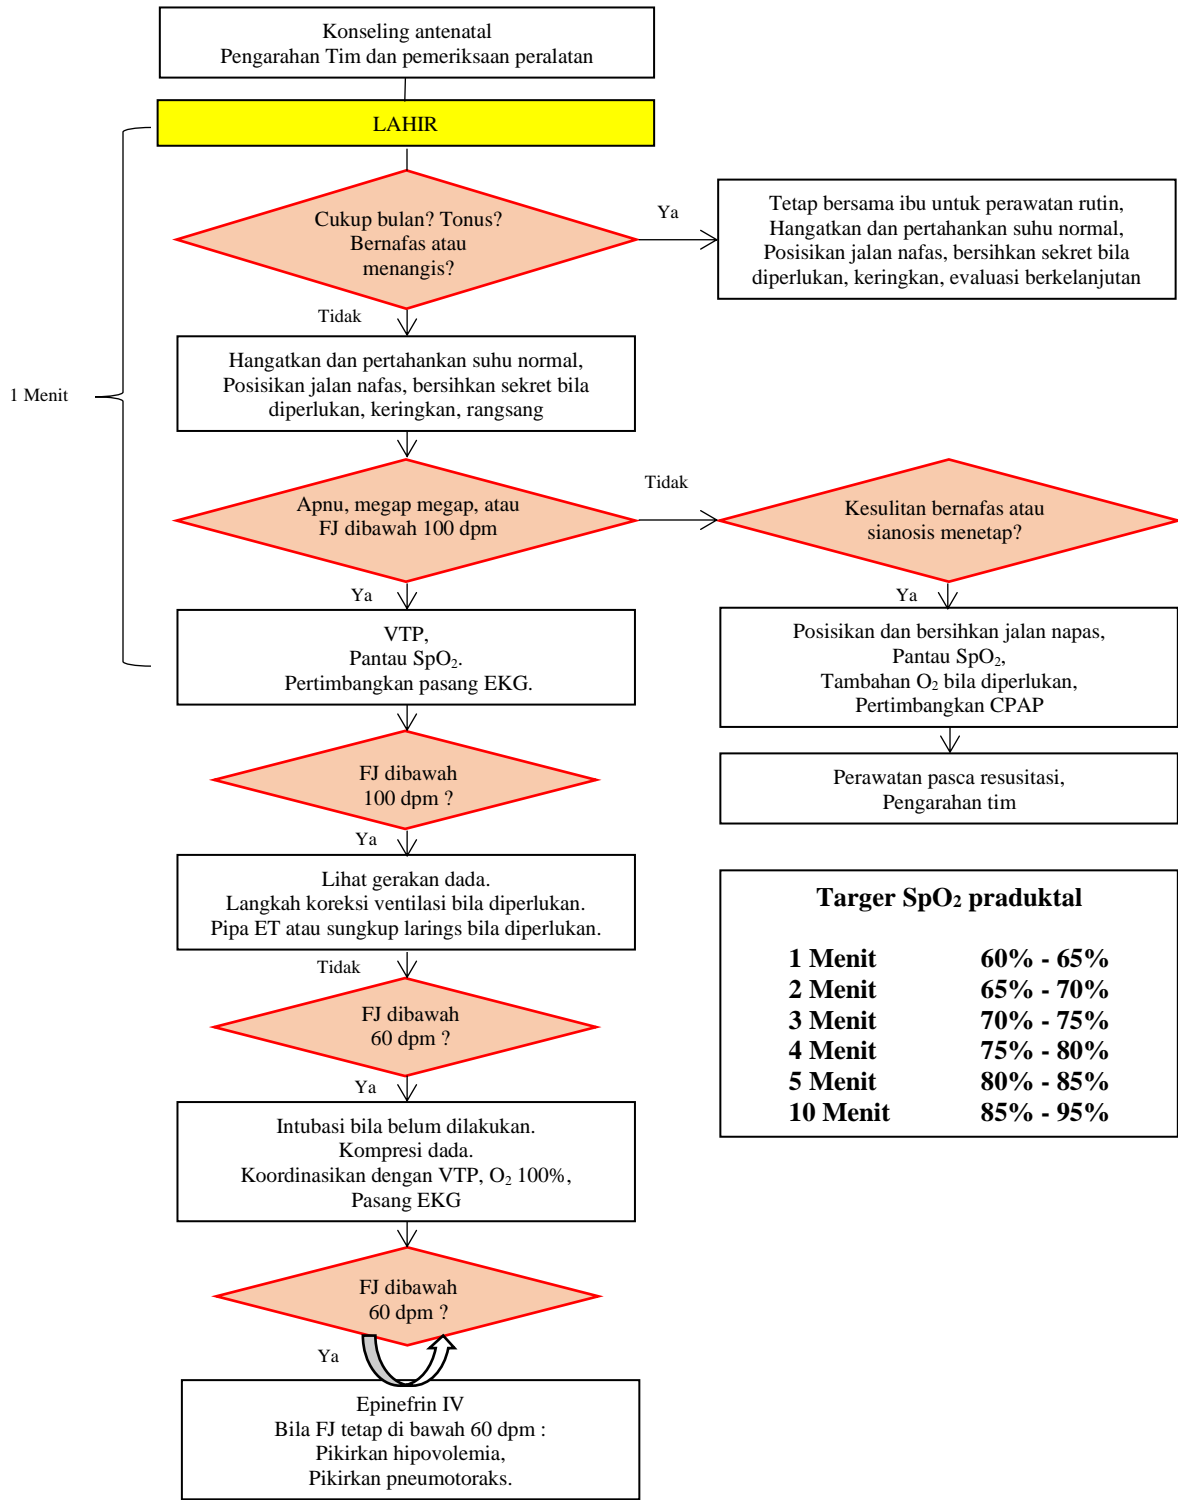 Konseling antenatal
Pengarahan Tim dan pemeriksaan peralatan
LAHIR
Cukup bulan? Tonus?
Bernafas atau
menangis?
Ya
Tetap bersama ibu untuk perawatan rutin,
Hangatkan dan pertahankan suhu normal,
Posisikan jalan nafas, bersihkan sekret bila
diperlukan, keringkan, evaluasi berkelanjutan
Tidak
Hangatkan dan pertahankan suhu normal,
Posisikan jalan nafas, bersihkan sekret bila
diperlukan, keringkan, rangsang
1 Menit
Apnu, megap megap, atau
FJ dibawah 100 dpm
Tidak
Kesulitan bernafas atau
sianosis menetap?
Ya
VTP,
Pantau SpO₂.
Pertimbangkan pasang EKG.
Ya
Posisikan dan bersihkan jalan napas,
Pantau SpO₂,
Tambahan O₂ bila diperlukan,
Pertimbangkan CPAP
Perawatan pasca resusitasi,
Pengarahan tim
FJ dibawah
100 dpm ?
Ya
Lihat gerakan dada.
Langkah koreksi ventilasi bila diperlukan.
Pipa ET atau sungkup larings bila diperlukan.
Tidak
FJ dibawah
60 dpm ?
Ya
Intubasi bila belum dilakukan.
Kompresi dada.
Koordinasikan dengan VTP, O₂ 100%,
Pasang EKG
FJ dibawah
60 dpm ?
Ya
Epinefrin IV
Bila FJ tetap di bawah 60 dpm :
Pikirkan hipovolemia,
Pikirkan pneumotoraks.
Targer SpO₂ praduktal
1 Menit 60% - 65%
2 Menit 65% - 70%
3 Menit 70% - 75%
4 Menit 75% - 80%
5 Menit 80% - 85%
10 Menit 85% - 95%